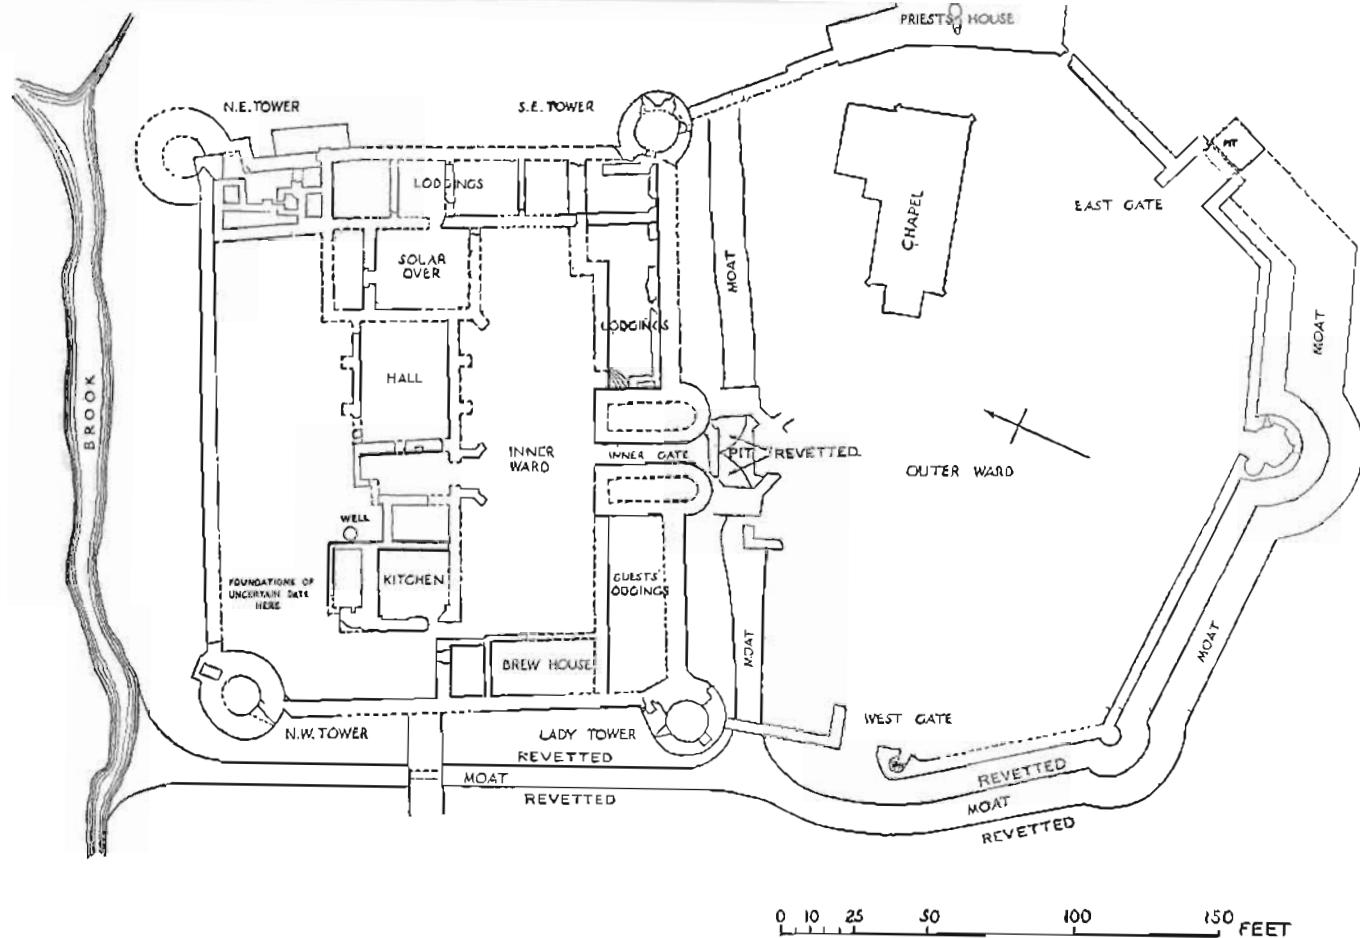 PRIESTS HOUSE
N.E. TOWER
S.E. TOWER
PIT
LODGINGS
EAST GATE
CHAPEL
SOLAR
OVER
MOAT
MOAT
LODGINGS
HALL
BROOK
INNER
WARD
INNER GATE
PIT
REVETTED
OUTER WARD
WELL
FOUNDATIONS OF
UNCERTAIN DATE
HERE
KITCHEN
GUESTS'
ODGINGS
BREW HOUSE
MOAT
MOAT
WEST GATE
N.W. TOWER
LADY TOWER
REVETTED
MOAT
REVETTED
REVETTED
MOAT
REVETTED
0 10 25 50 100 150 FEET